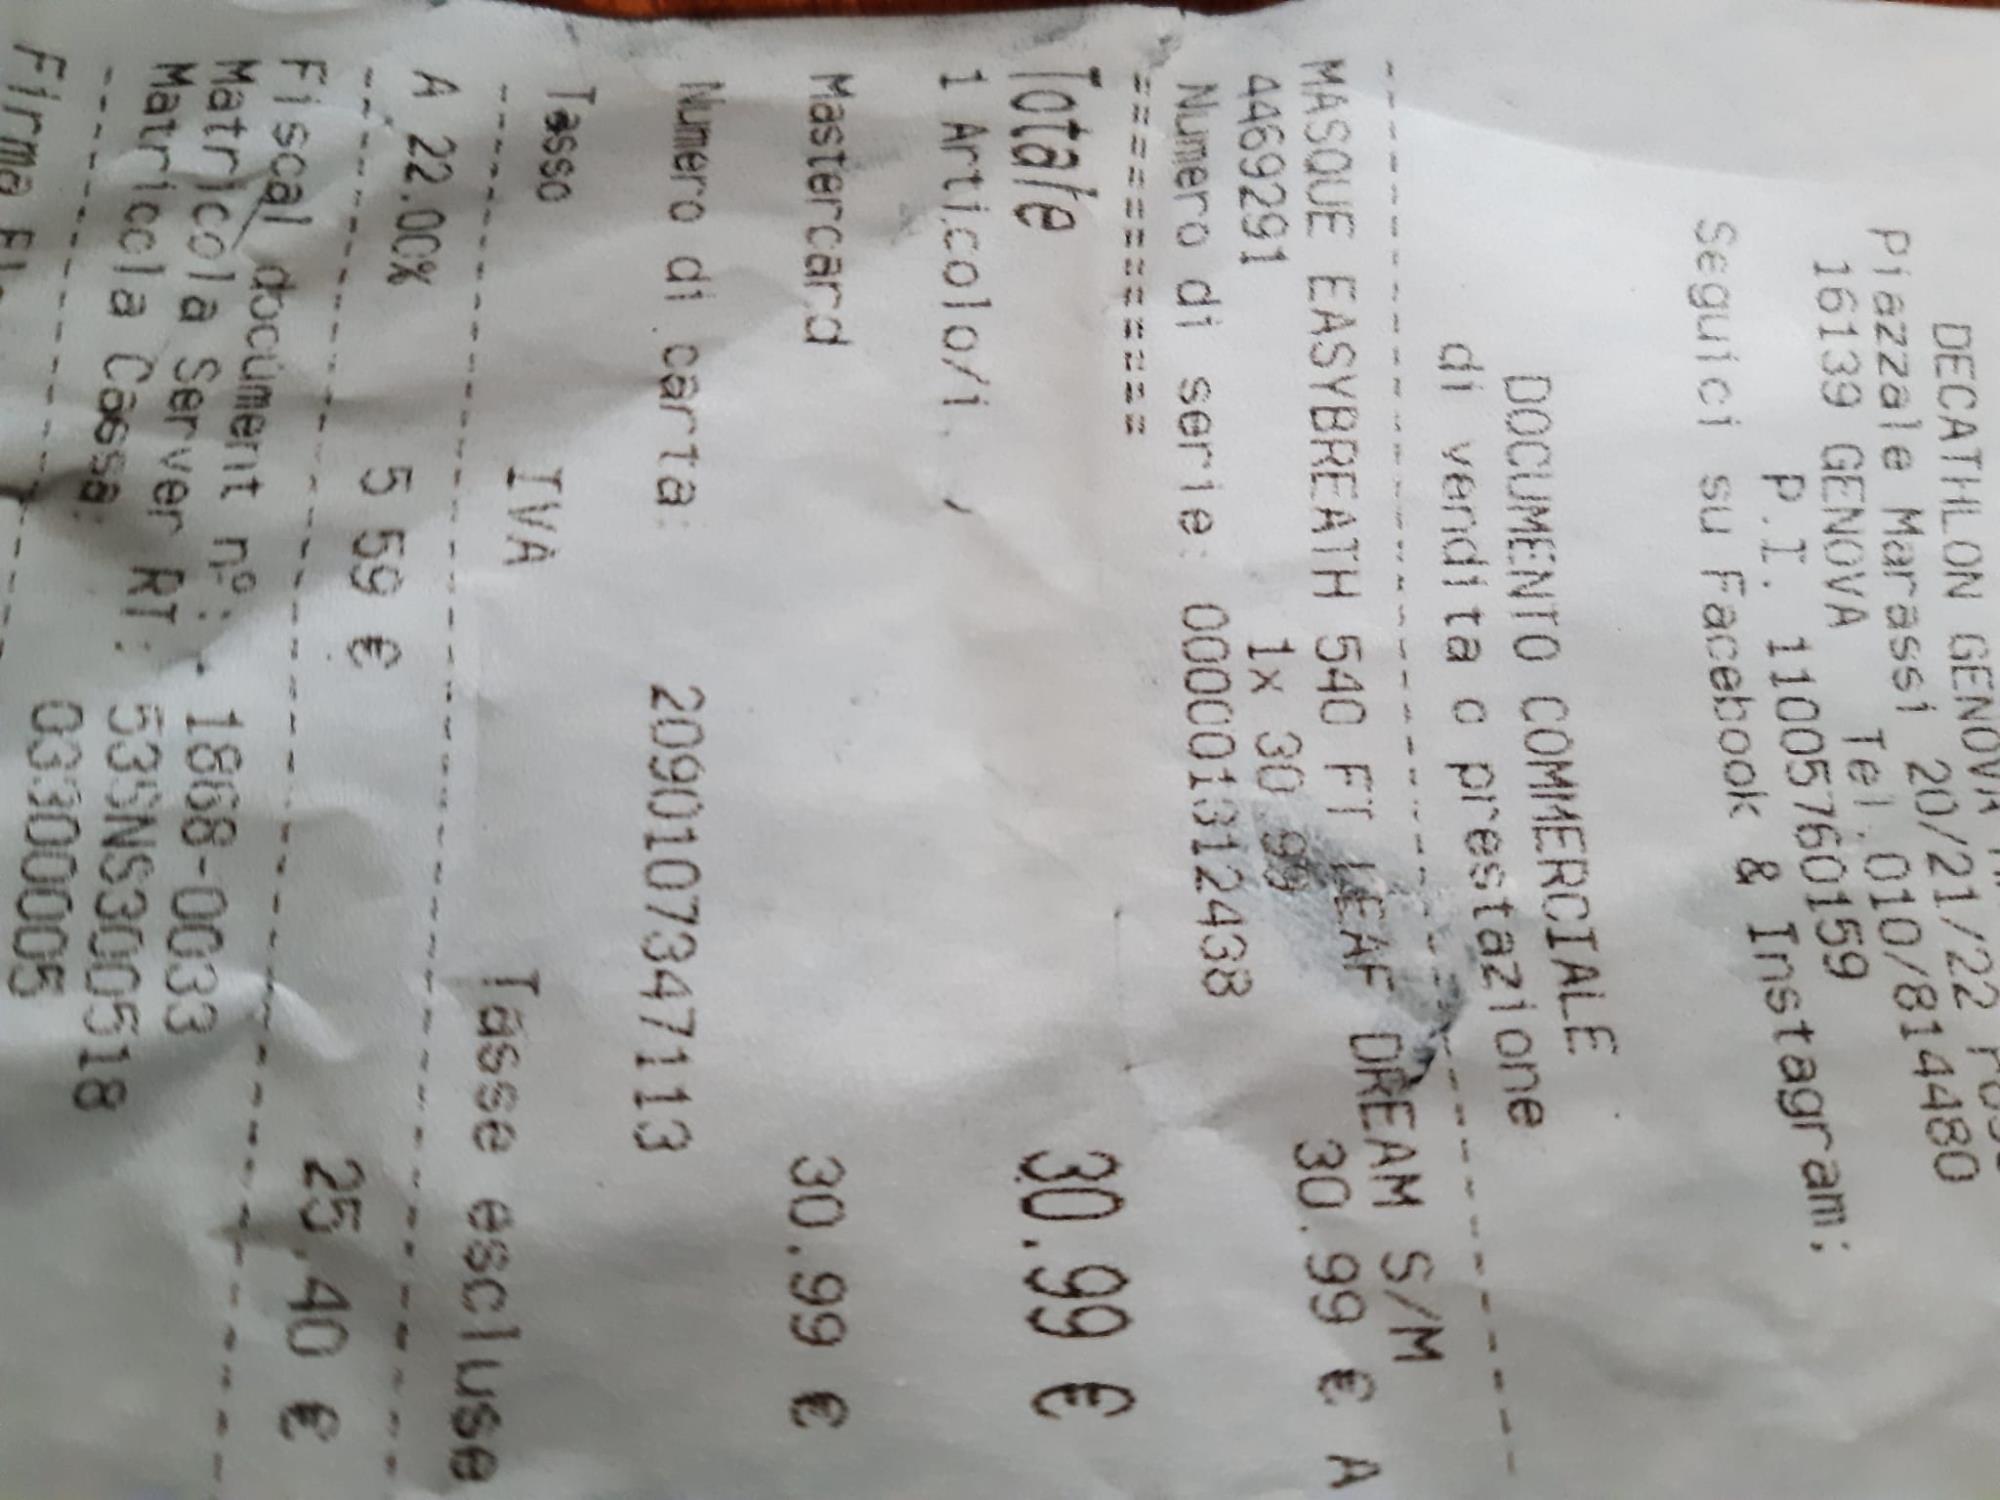 DECATHLON GENOVA
Piazzale Marassi 20/21/22
16139 GENOVA Tel. 010/814480
P.I. 11005760159
Seguici su Facebook & Instagram:
DOCUMENTO COMMERCIALE
di vendita o prestazione
MASQUE EASYBREATH 540 FT LEAF DREAM S/M
4469291 1x 30 99 30.99 € A
Numero di serie: 0000001312438
===============
Totale 30.99 €
1 Articolo/i
Mastercard 30.99 €
Numero di carta: 2090107347113
Tasso IVA Tasse escluse
A 22.00% 5 59 € 25.40 €
Fiscal document n°: 1868-0033
Matricola Server RT: 53SNS3000518
Matricola Cassa: 03300005
Firma